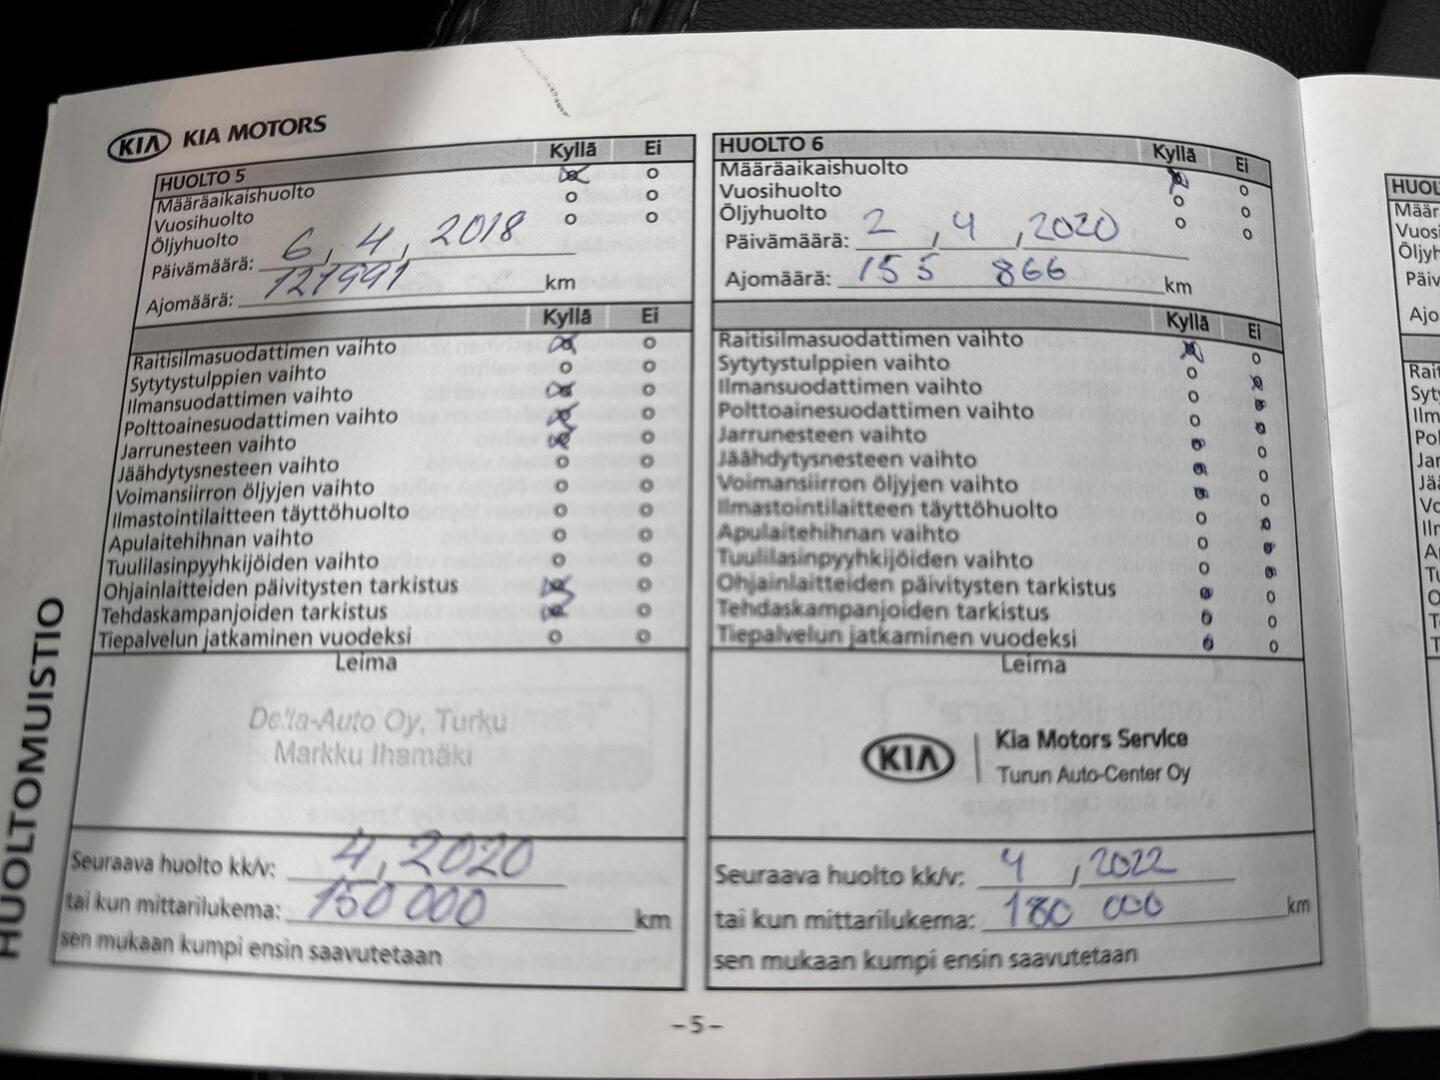 KIA KIA MOTORS
HUOLTO 5 Kyllä Ei
Määräaikaishuolto
Vuosihuolto
Öljyhuolto
Päivämäärä: 6, 4, 2018
Ajomäärä: 127991 km
Kyllä Ei
Raitisilmasuodattimen vaihto
Sytytystulppien vaihto
Ilmansuodattimen vaihto
Polttoainesuodattimen vaihto
Jarrunesteen vaihto
Jäähdytysnesteen vaihto
Voimansiirron öljyjen vaihto
Ilmastointilaitteen täyttöhuolto
Apulaitehihnan vaihto
Tuulilasinpyyhkijöiden vaihto
Ohjainlaitteiden päivitysten tarkistus
Tehdaskampanjoiden tarkistus
Tiepalvelun jatkaminen vuodeksi
Leima
Delta-Auto Oy, Turku
Markku Ihamäki
Seuraava huolto kk/v: 4, 2020
tai kun mittarilukema: 150 000 km
sen mukaan kumpi ensin saavutetaan
HUOLTO 6 Kyllä Ei
Määräaikaishuolto
Vuosihuolto
Öljyhuolto
Päivämäärä: 2, 4, 2020
Ajomäärä: 155 866 km
Kyllä Ei
Raitisilmasuodattimen vaihto
Sytytystulppien vaihto
Ilmansuodattimen vaihto
Polttoainesuodattimen vaihto
Jarrunesteen vaihto
Jäähdytysnesteen vaihto
Voimansiirron öljyjen vaihto
Ilmastointilaitteen täyttöhuolto
Apulaitehihnan vaihto
Tuulilasinpyyhkijöiden vaihto
Ohjainlaitteiden päivitysten tarkistus
Tehdaskampanjoiden tarkistus
Tiepalvelun jatkaminen vuodeksi
Leima
KIA Kia Motors Service
Turun Auto-Center Oy
Seuraava huolto kk/v: 4, 2022
tai kun mittarilukema: 180 000 km
sen mukaan kumpi ensin saavutetaan
HUOLTOMUISTIO
- 5 -